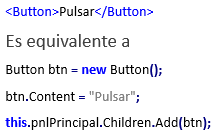 <Button>Pulsar</Button>
Es equivalente a
Button btn = new Button();
btn.Content = "Pulsar";
this.pnlPrincipal.Children.Add(btn);